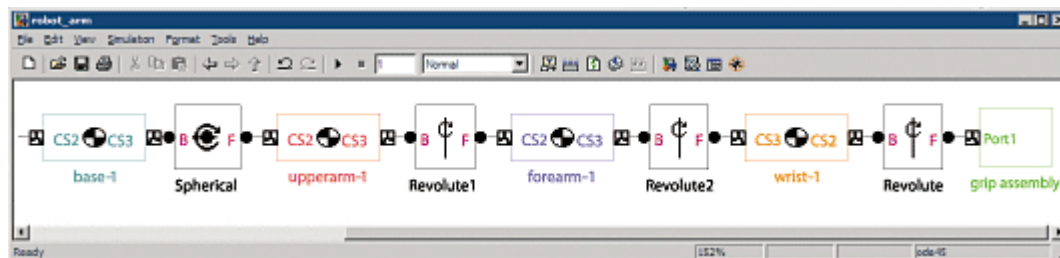 robot_arm
File Edit View Simulation Format Tools Help
1 Normal
CS2 CS3 B F CS2 CS3 B F CS2 CS3 B F CS3 CS2 B F Port1
base-1 Spherical upperarm-1 Revolute1 forearm-1 Revolute2 wrist-1 Revolute grip assembly
Ready 152% ode45